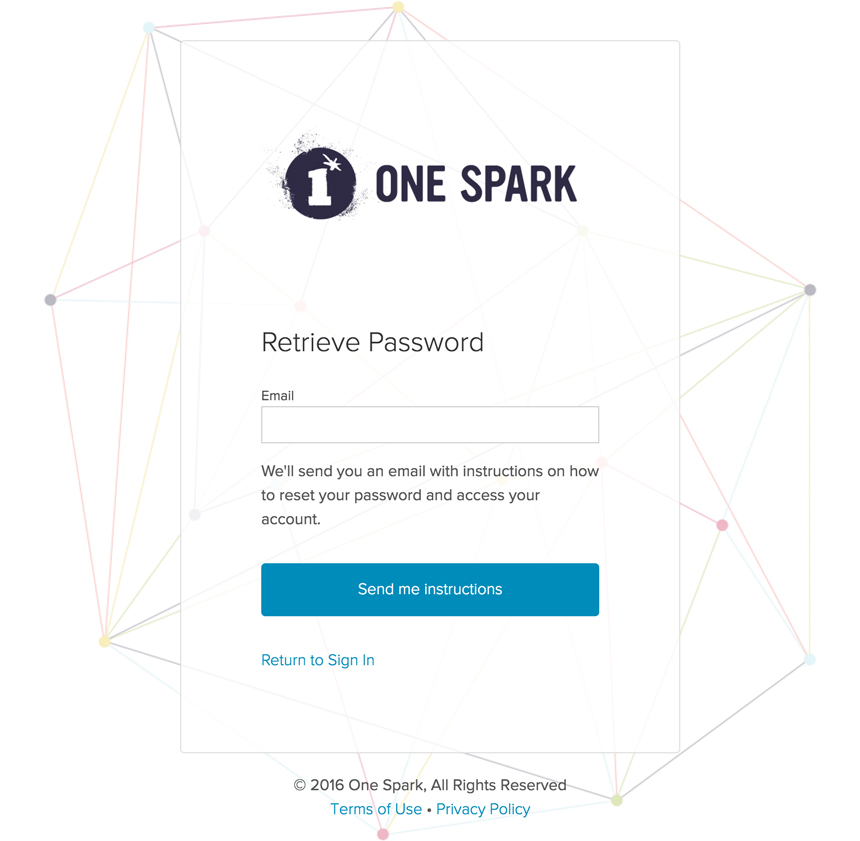 1 ONE SPARK
Retrieve Password
Email
We'll send you an email with instructions on how
to reset your password and access your
account.
Send me instructions
Return to Sign In
© 2016 One Spark, All Rights Reserved
Terms of Use • Privacy Policy